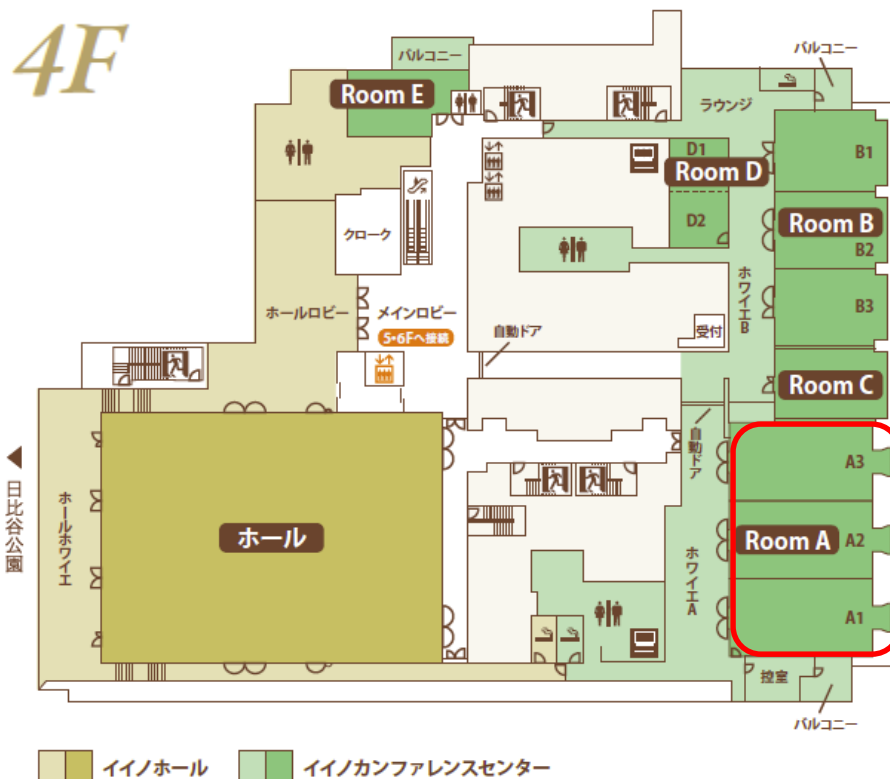 4F
バルコニー
バルコニー
Room E
ラウンジ
D1
Room D
B1
D2
Room B
B2
クローク
ホワイエB
ホールロビー
メインロビー
5・6Fへ接続
自動ドア
受付
B3
Room C
自動ドア
A3
日比谷公園
ホールホワイエ
ホール
ホワイエA
Room A
A2
A1
控室
バルコニー
イイノホール
イイノカンファレンスセンター